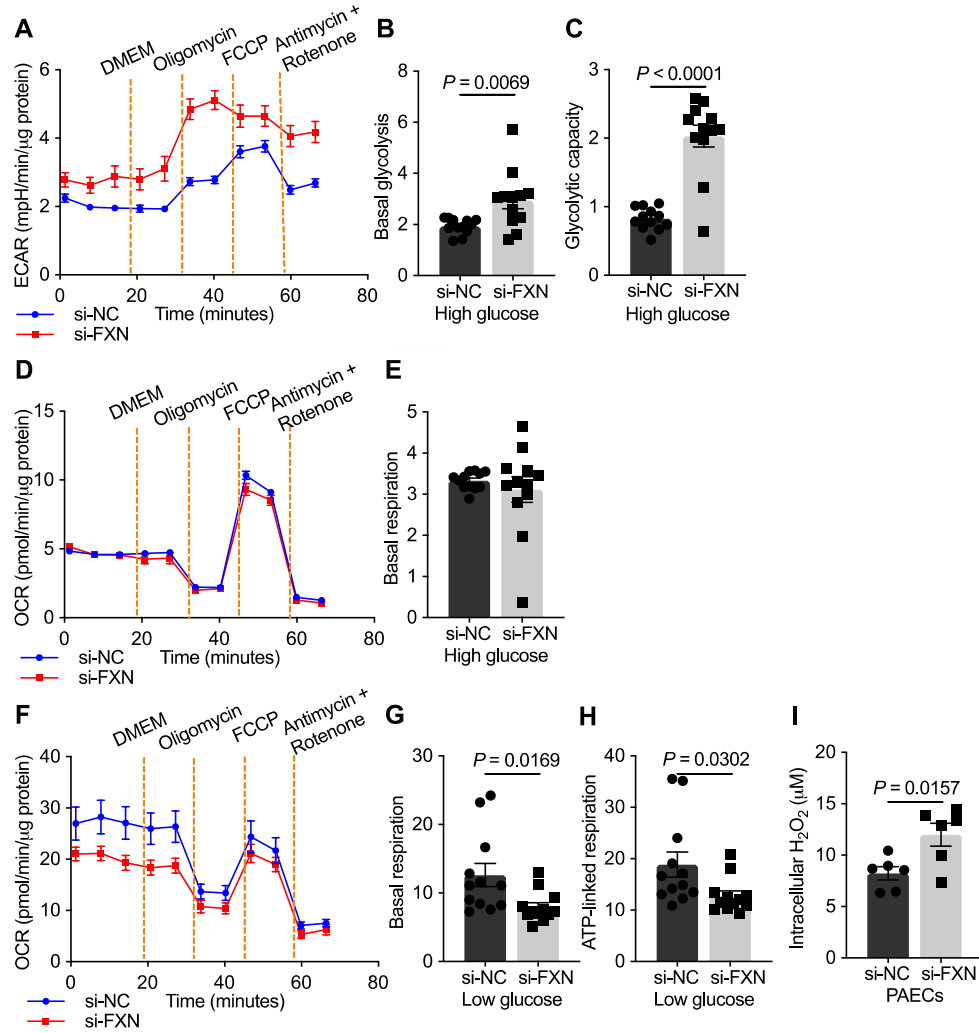 A
DMEM
Oligomycin
FCCP
Antimycin +
Rotenone
ECAR (mpH/min/μg protein)
6
4
2
0
0
20
40
60
80
Time (minutes)
si-NC
si-FXN
B
P = 0.0069
Basal glycolysis
8
6
4
2
0
si-NC
si-FXN
High glucose
C
P < 0.0001
Glycolytic capacity
3
2
1
0
si-NC
si-FXN
High glucose
D
DMEM
Oligomycin
FCCP
Antimycin +
Rotenone
OCR (pmol/min/μg protein)
15
10
5
0
0
20
40
60
80
Time (minutes)
si-NC
si-FXN
E
Basal respiration
5
4
3
2
1
0
si-NC
si-FXN
High glucose
F
DMEM
Oligomycin
FCCP
Antimycin +
Rotenone
OCR (pmol/min/μg protein)
40
30
20
10
0
0
20
40
60
80
Time (minutes)
si-NC
si-FXN
G
P = 0.0169
Basal respiration
30
20
10
0
si-NC
si-FXN
Low glucose
H
P = 0.0302
ATP-linked respiration
40
30
20
10
0
si-NC
si-FXN
Low glucose
I
P = 0.0157
Intracellular H₂O₂ (μM)
20
15
10
5
0
si-NC
si-FXN
PAECs